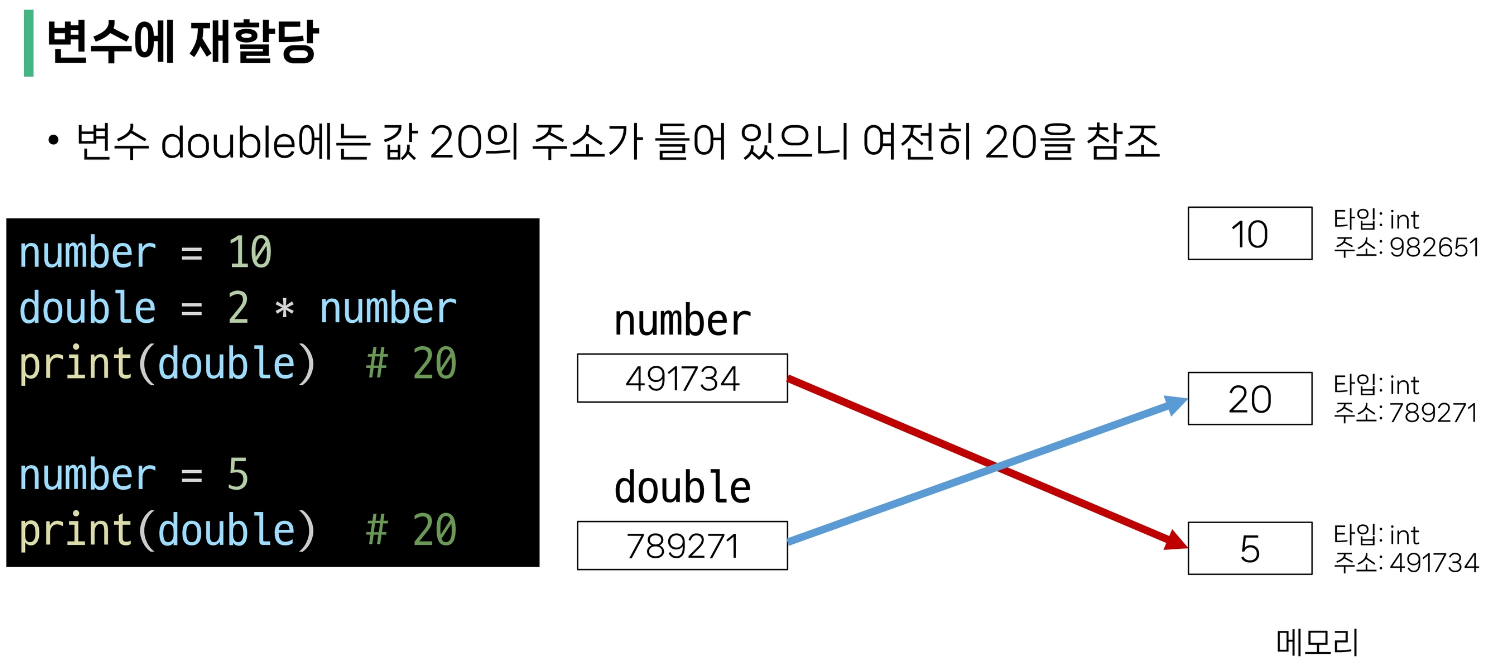 변수에 재할당
• 변수 double에는 값 20의 주소가 들어 있으니 여전히 20을 참조
number = 10
double = 2 * number
print(double)  # 20
number = 5
print(double)  # 20
number
491734
double
789271
10
타입: int
주소: 982651
20
타입: int
주소: 789271
5
타입: int
주소: 491734
메모리